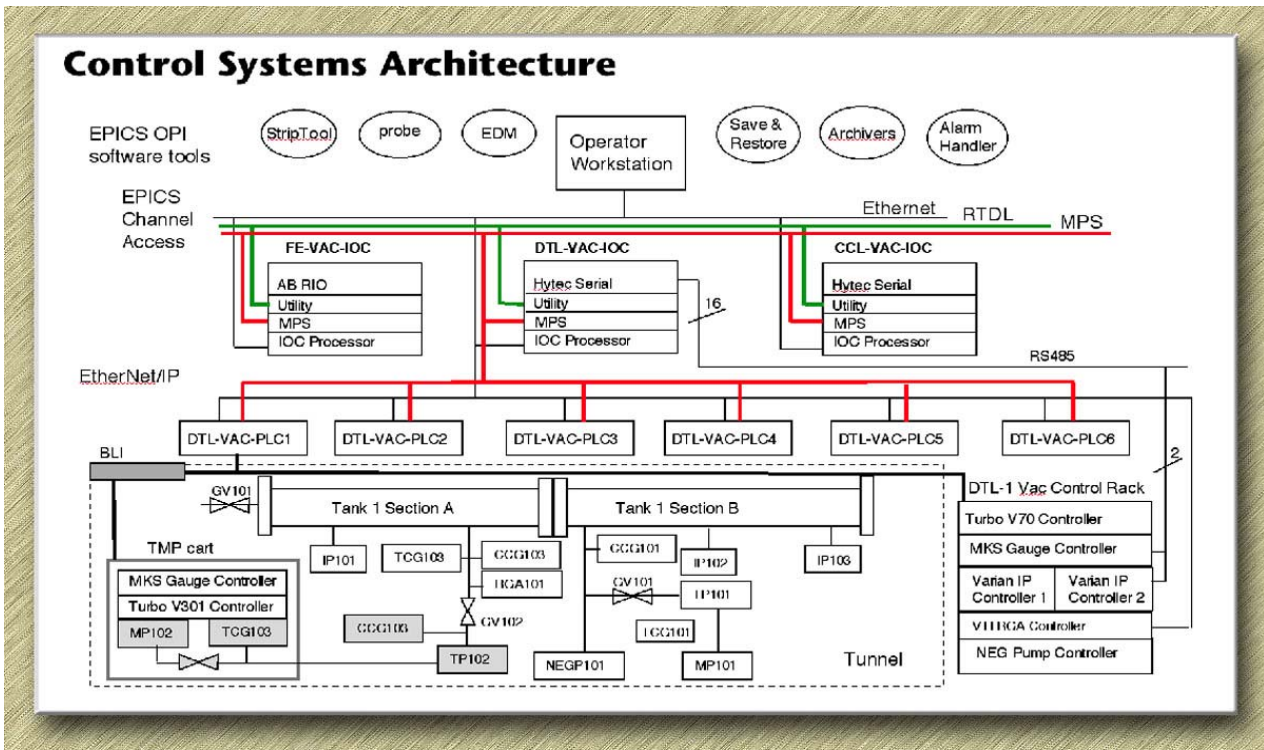 Control Systems Architecture
EPICS OPI
software tools
StripTool
probe
EDM
Operator
Workstation
Save &
Restore
Archivers
Alarm
Handler
EPICS
Channel
Access
Ethernet
RTDL
MPS
FE-VAC-IOC
AB RIO
Utility
MPS
IOC Processor
DTL-VAC-IOC
Hytec Serial
Utility
MPS
IOC Processor
CCL-VAC-IOC
Hytec Serial
Utility
MPS
IOC Processor
16
RS485
EtherNet/IP
DTL-VAC-PLC1
DTL-VAC-PLC2
DTL-VAC-PLC3
DTL-VAC-PLC4
DTL-VAC-PLC5
DTL-VAC-PLC6
BLI
2
GV101
Tank 1 Section A
Tank 1 Section B
DTL-1 Vac Control Rack
Turbo V70 Controller
MKS Gauge Controller
Varian IP
Controller 1
Varian IP
Controller 2
VTIRGA Controller
NEG Pump Controller
TMP cart
MKS Gauge Controller
Turbo V301 Controller
MP102
TCG103
IP101
TCG103
CCG103
RGA101
GV102
CCG103
TP102
CCG101
IP102
IP103
GV101
TP101
TCG101
NEGP101
MP101
Tunnel